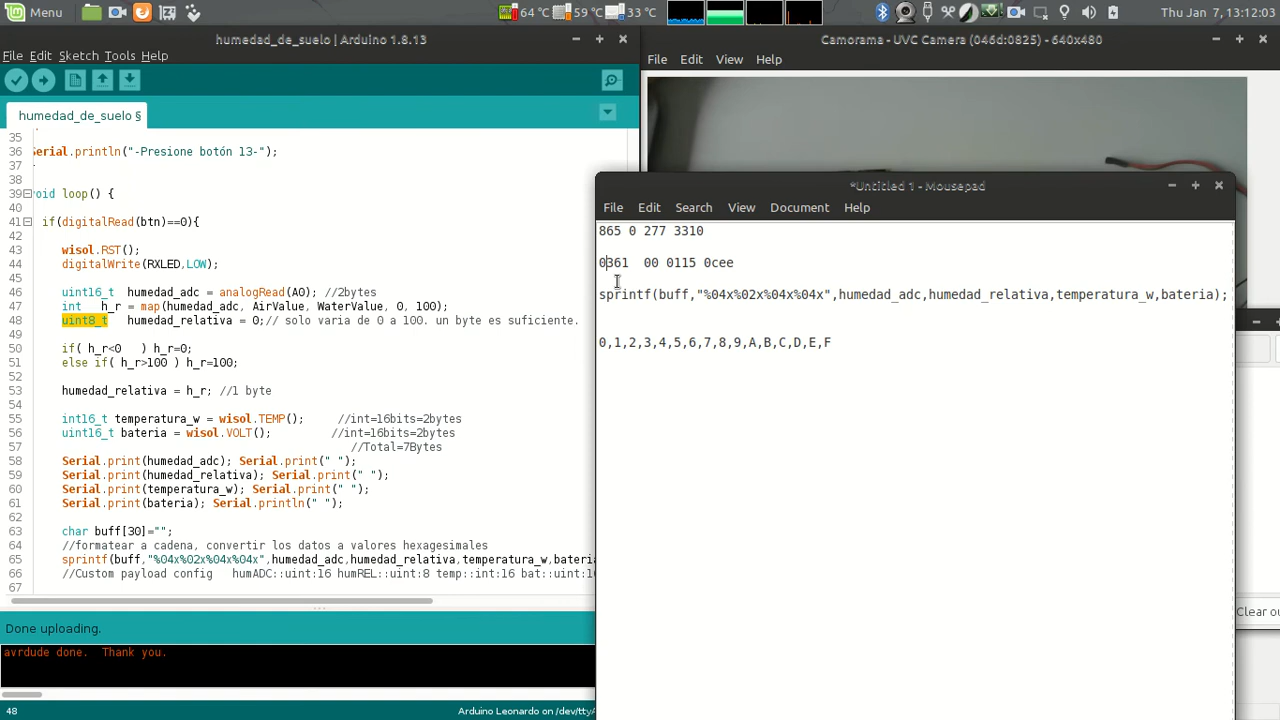 Menu
64 °C
59 °C
33 °C
Thu Jan 7, 13:12:03
humedad_de_suelo | Arduino 1.8.13
File Edit Sketch Tools Help
humedad_de_suelo §
35
36 Serial.println("-Presione botón 13-");
37
38
39 void loop() {
40
41 if(digitalRead(btn)==0){
42
43 wisol.RST();
44 digitalWrite(RXLED,LOW);
45
46 uint16_t humedad_adc = analogRead(A0); //2bytes
47 int h_r = map(humedad_adc, AirValue, WaterValue, 0, 100);
48 uint8_t humedad_relativa = 0;// solo varia de 0 a 100. un byte es suficiente.
49
50 if( h_r<0 ) h_r=0;
51 else if( h_r>100 ) h_r=100;
52
53 humedad_relativa = h_r; //1 byte
54
55 int16_t temperatura_w = wisol.TEMP(); //int=16bits=2bytes
56 uint16_t bateria = wisol.VOLT(); //int=16bits=2bytes
57 //Total=7Bytes
58 Serial.print(humedad_adc); Serial.print(" ");
59 Serial.print(humedad_relativa); Serial.print(" ");
60 Serial.print(temperatura_w); Serial.print(" ");
61 Serial.print(bateria); Serial.println(" ");
62
63 char buff[30]="";
64 //formatear a cadena, convertir los datos a valores hexagesimales
65 sprintf(buff,"%04x%02x%04x%04x",humedad_adc,humedad_relativa,temperatura_w,bateria
66 //Custom payload config humADC::uint:16 humREL::uint:8 temp::int:16 bat::uint:16
67
Done uploading.
avrdude done. Thank you.
48
Arduino Leonardo on /dev/ttyA
Camorama - UVC Camera (046d:0825) - 640x480
File Edit View Help
*Untitled 1 - Mousepad
File Edit Search View Document Help
865 0 277 3310
0361 00 0115 0cee
sprintf(buff,"%04x%02x%04x%04x",humedad_adc,humedad_relativa,temperatura_w,bateria);
0,1,2,3,4,5,6,7,8,9,A,B,C,D,E,F
Clear ou